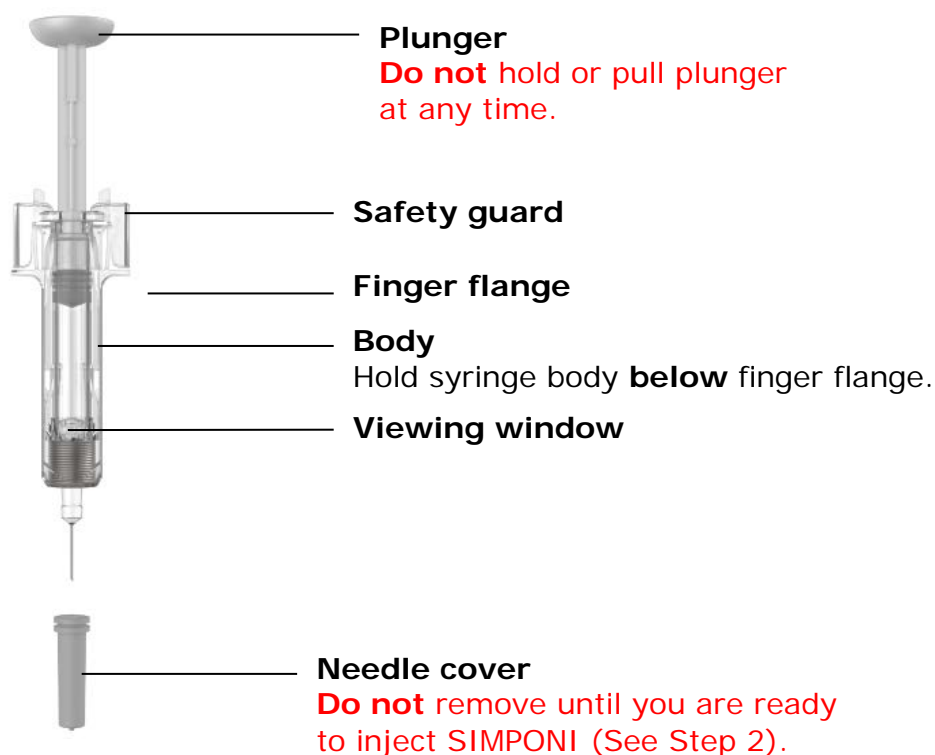 Plunger
Do not hold or pull plunger
at any time.
Safety guard
Finger flange
Body
Hold syringe body below finger flange.
Viewing window
Needle cover
Do not remove until you are ready
to inject SIMPONI (See Step 2).